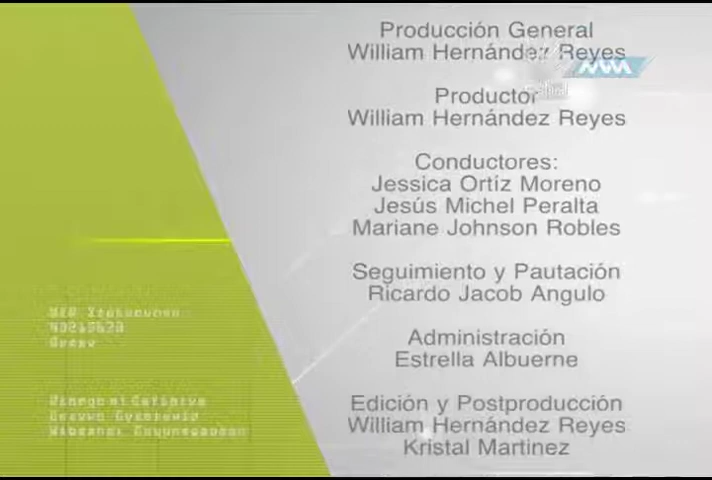 Producción General
William Hernández Reyes
Productor
William Hernández Reyes
Conductores:
Jessica Ortíz Moreno
Jesús Michel Peralta
Mariane Johnson Robles
Seguimiento y Pautación
Ricardo Jacob Angulo
Administración
Estrella Albuerne
Edición y Postproducción
William Hernández Reyes
Kristal Martinez